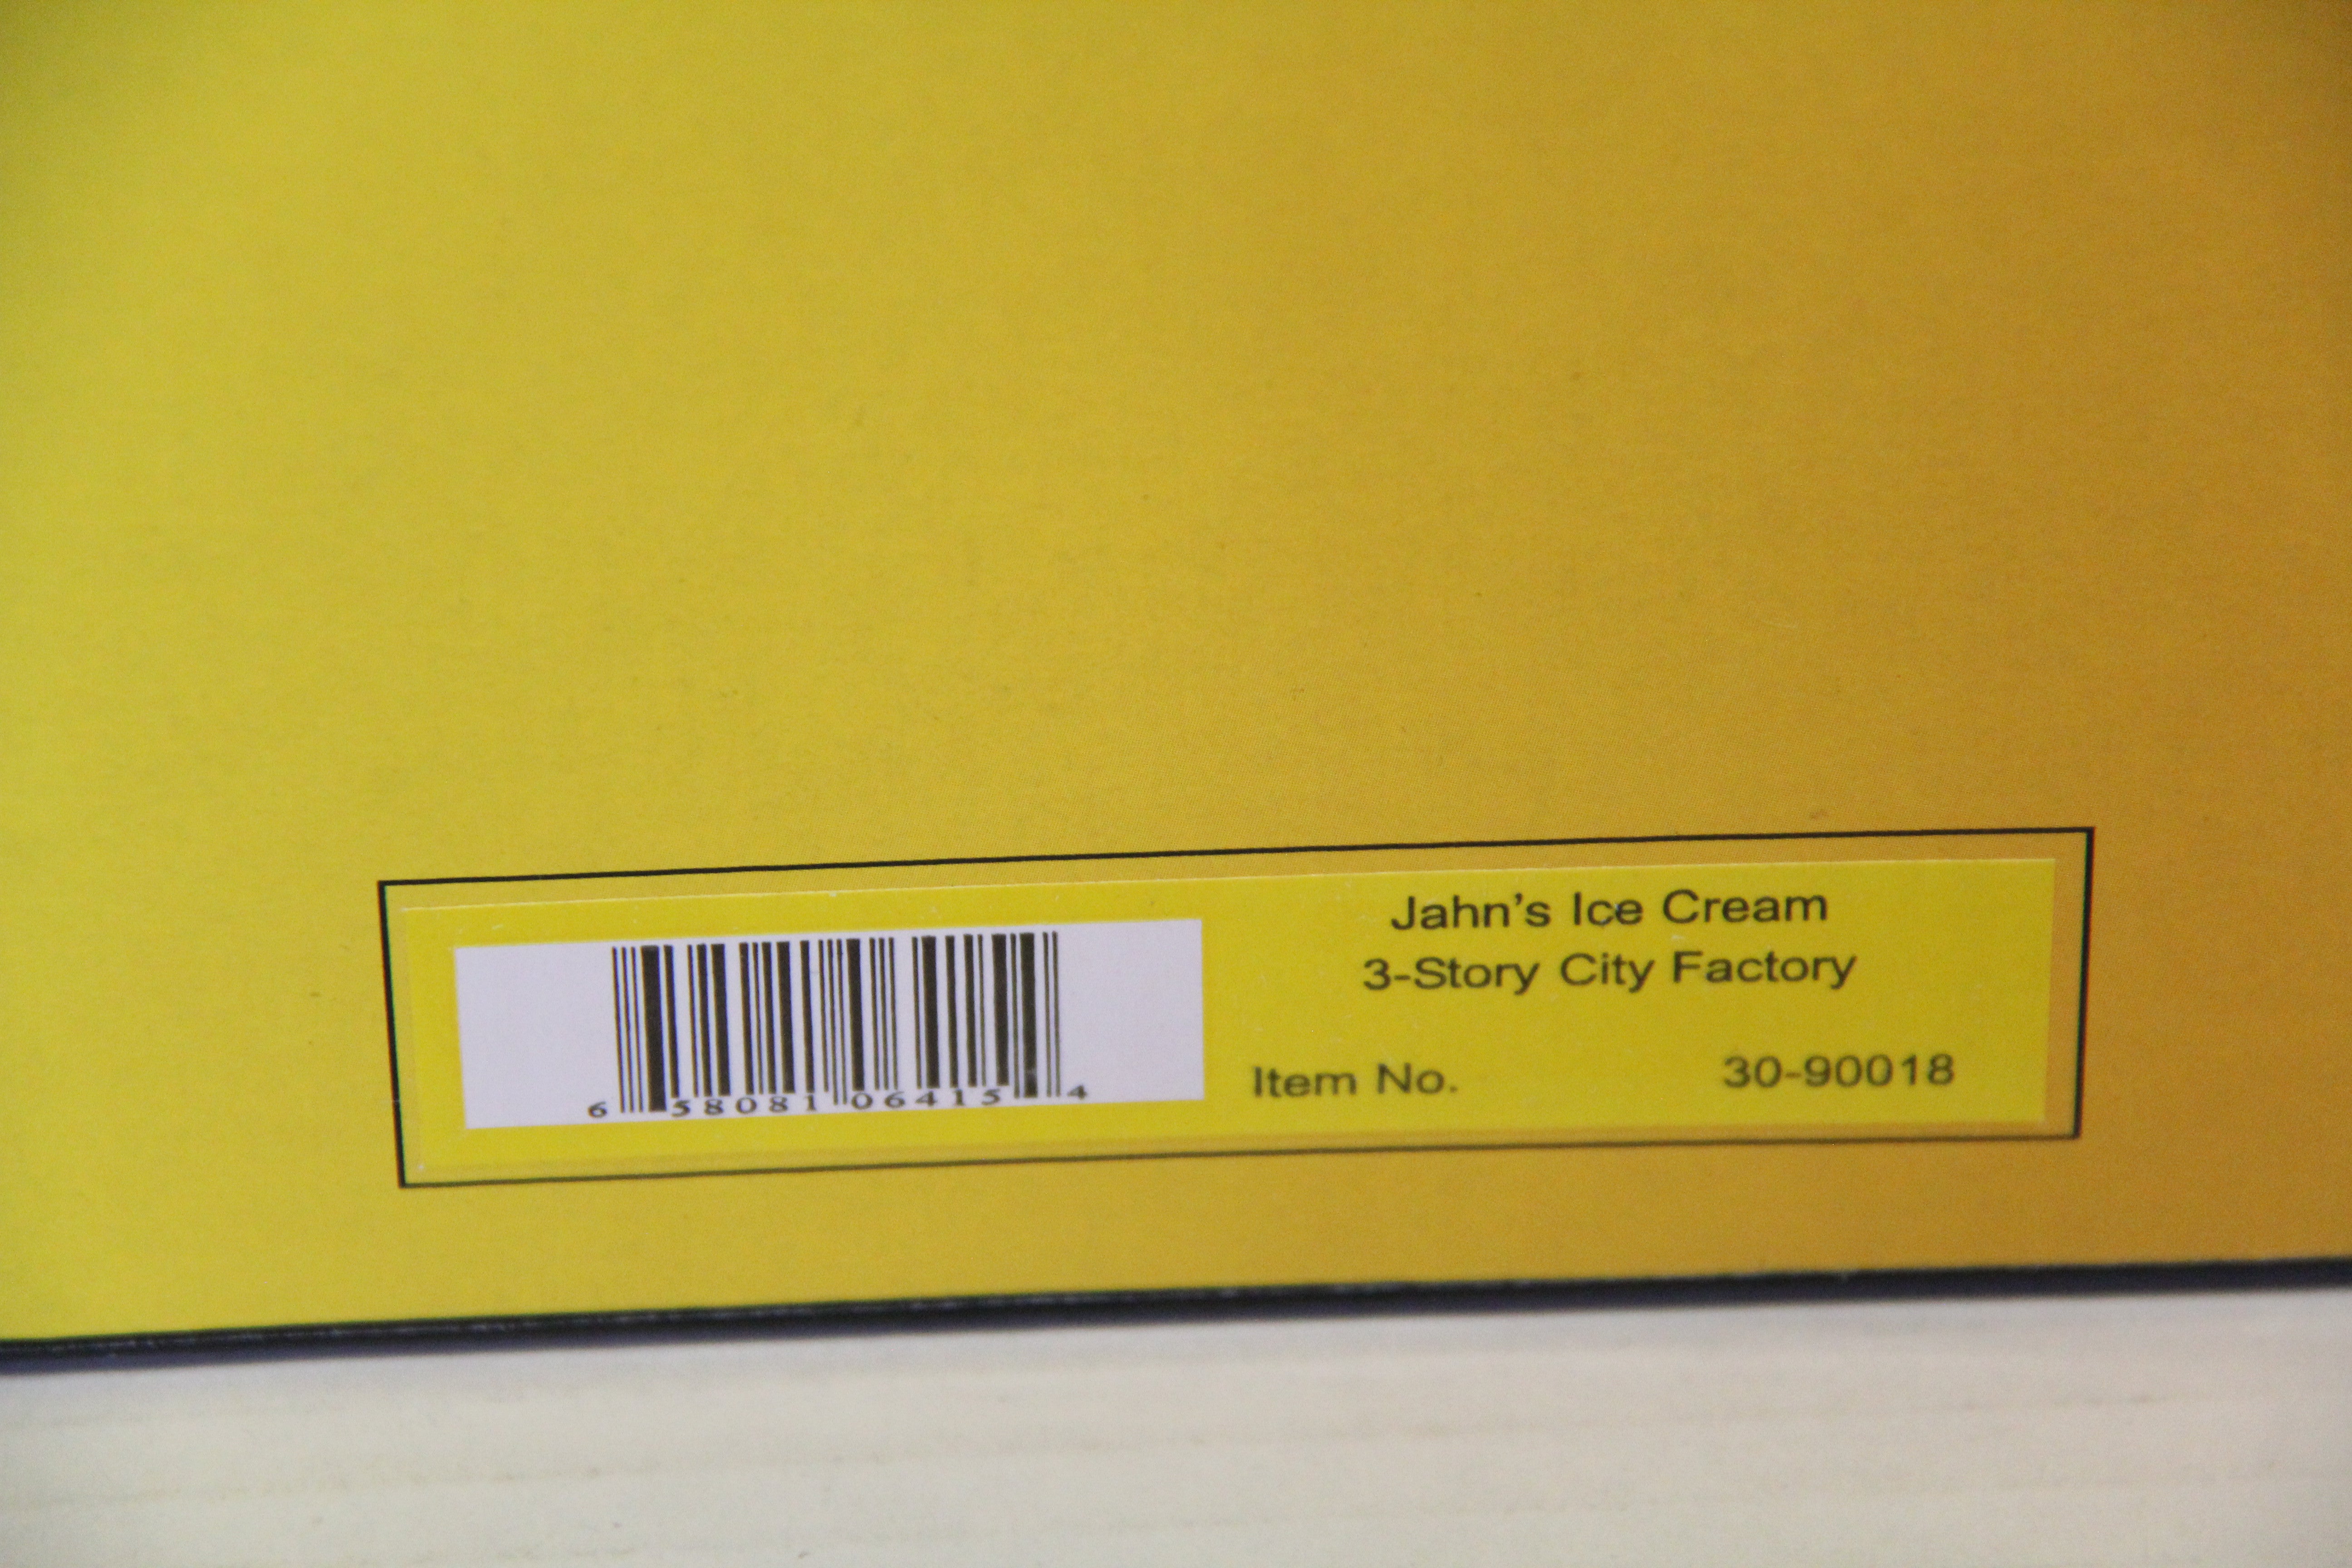 Jahn's Ice Cream
3-Story City Factory
Item No. 30-90018
6 58081 06415 4